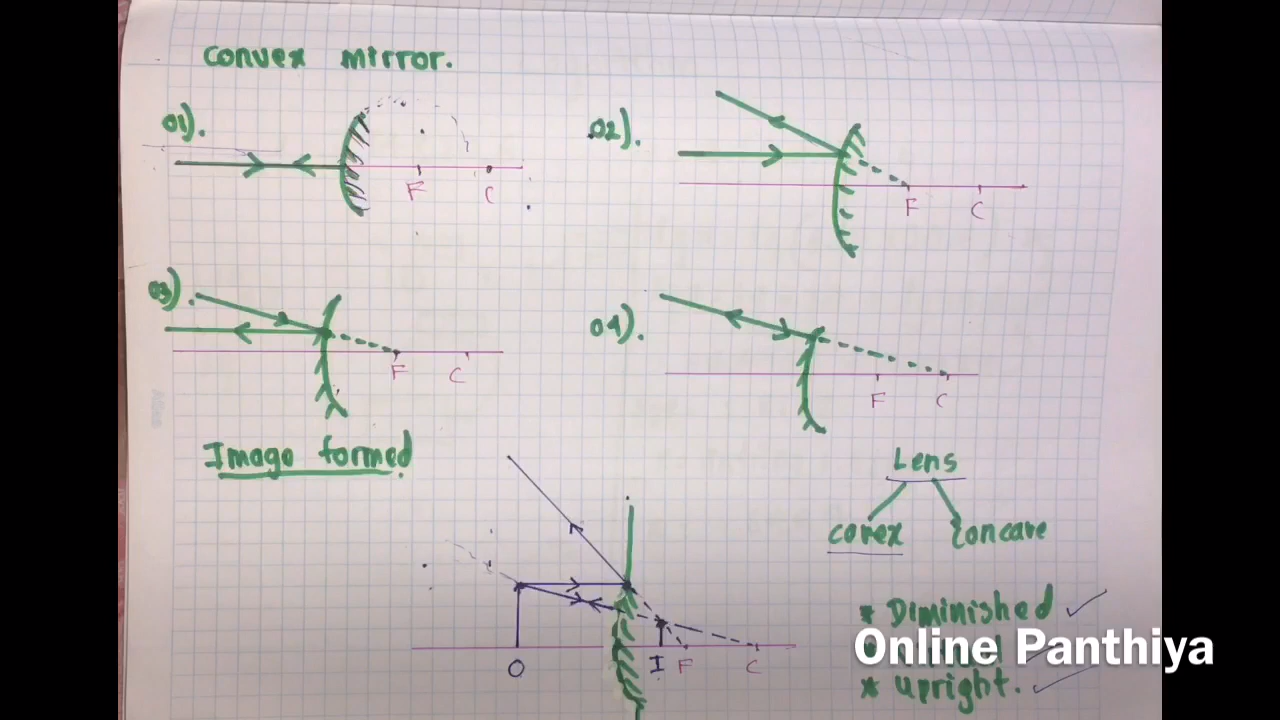 convex mirror.
01).
F C
02).
F C
03).
F C
04).
F C
Image formed
O I F C
Lens
convex concave
* Diminished
Online Panthiya
* upright.